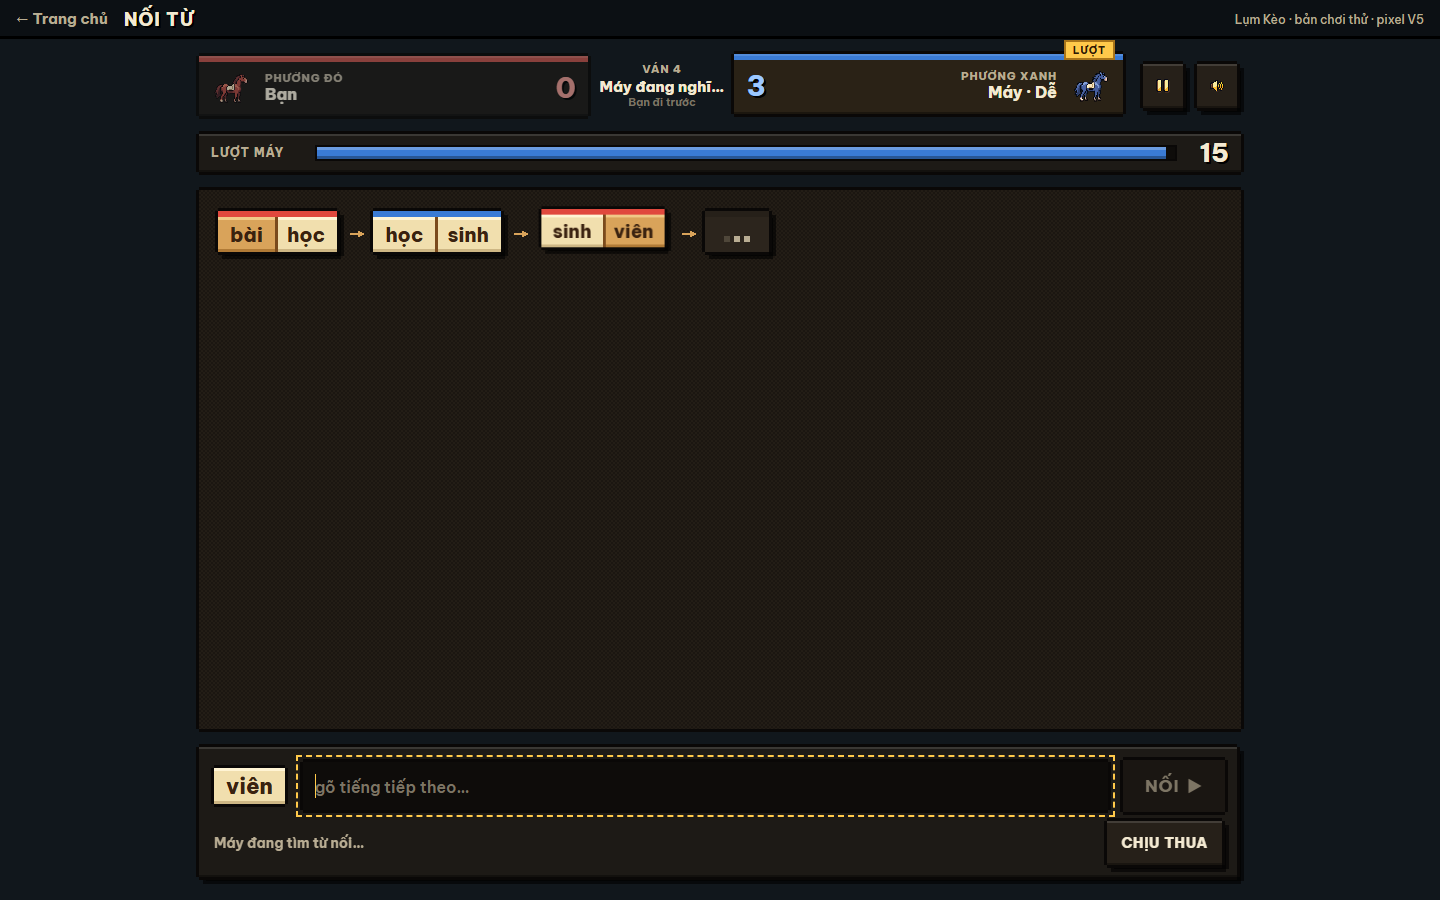 ← Trang chủ NỐI TỪ
Lụm Kèo · bản chơi thử · pixel V5
PHƯƠNG ĐỎ
Bạn
0
VÁN 4
Máy đang nghĩ...
Bạn đi trước
LƯỢT
3
PHƯƠNG XANH
Máy · Dễ
LƯỢT MÁY
15
bài học → học sinh → sinh viên → ...
viên
gõ tiếng tiếp theo...
NỐI ▶
Máy đang tìm từ nối...
CHỊU THUA